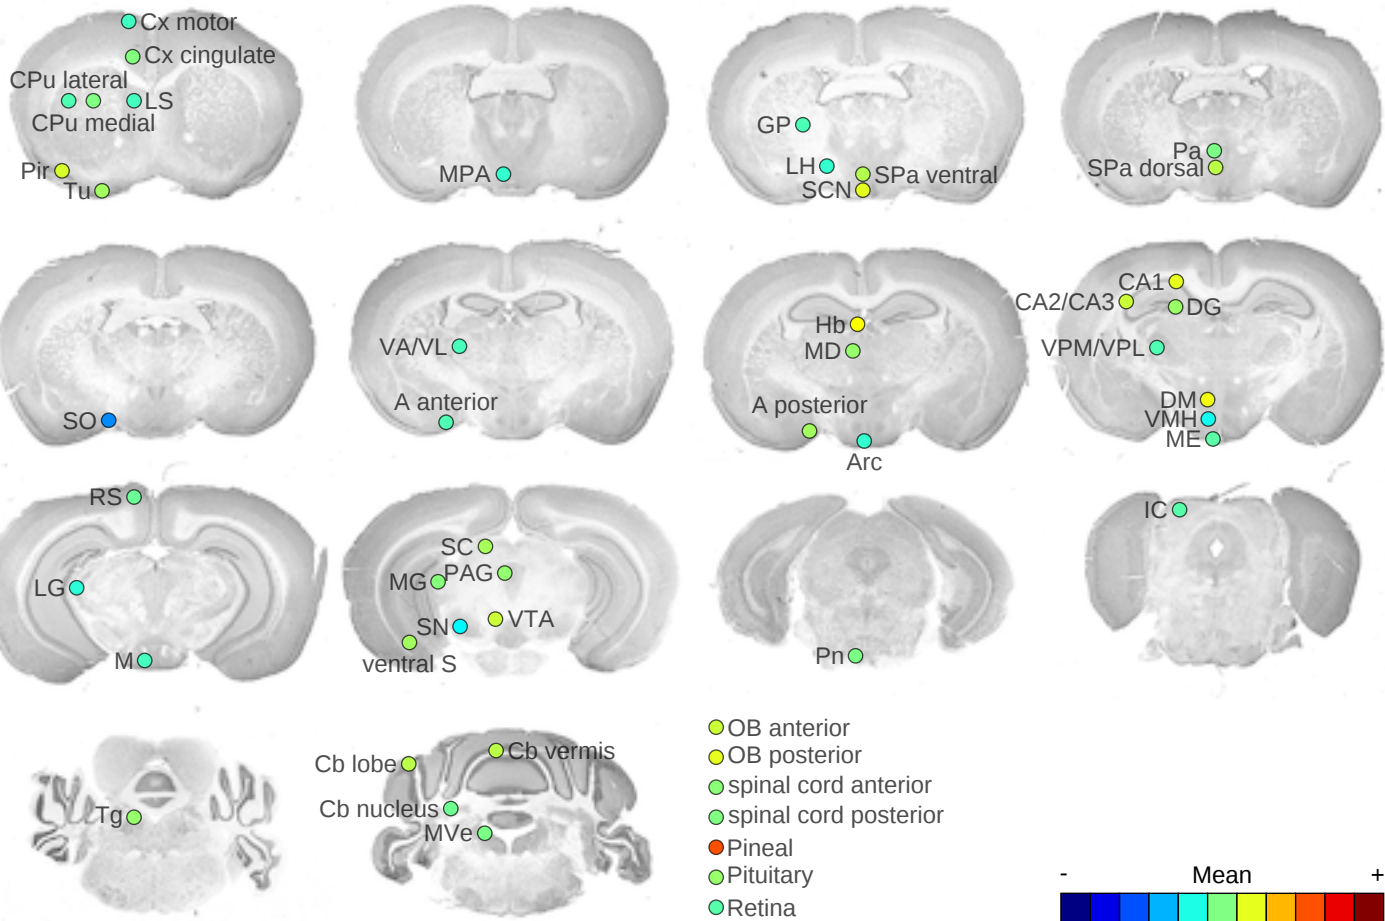 Cx motor
Cx cingulate
CPu lateral
LS
CPu medial
Pir
Tu
MPA
GP
LH
SPa ventral
SCN
Pa
SPa dorsal
SO
VA/VL
A anterior
Hb
MD
A posterior
Arc
CA1
CA2/CA3
DG
VPM/VPL
DM
VMH
ME
RS
LG
M
SC
PAG
MG
VTA
SN
ventral S
Pn
IC
Tg
Cb vermis
Cb lobe
Cb nucleus
MVe
OB anterior
OB posterior
spinal cord anterior
spinal cord posterior
Pineal
Pituitary
Retina
- Mean +